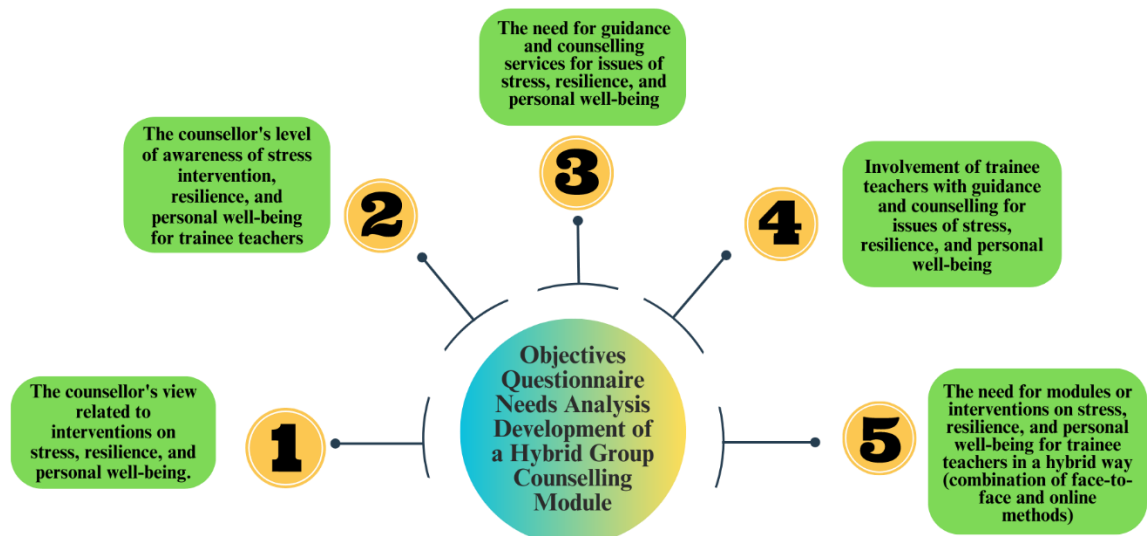 The need for guidance
and counselling
services for issues of
stress, resilience, and
personal well-being
3
The counsellor's level
of awareness of stress
intervention,
resilience, and
personal well-being
for trainee teachers
2
4
Involvement of trainee
teachers with guidance
and counselling for
issues of stress,
resilience, and personal
well-being
The counsellor's view
related to
interventions on
stress, resilience, and
personal well-being.
1
Objectives
Questionnaire
Needs Analysis
Development of
a Hybrid Group
Counselling
Module
5
The need for modules or
interventions on stress,
resilience, and personal
well-being for trainee
teachers in a hybrid way
(combination of face-to-
face and online
methods)